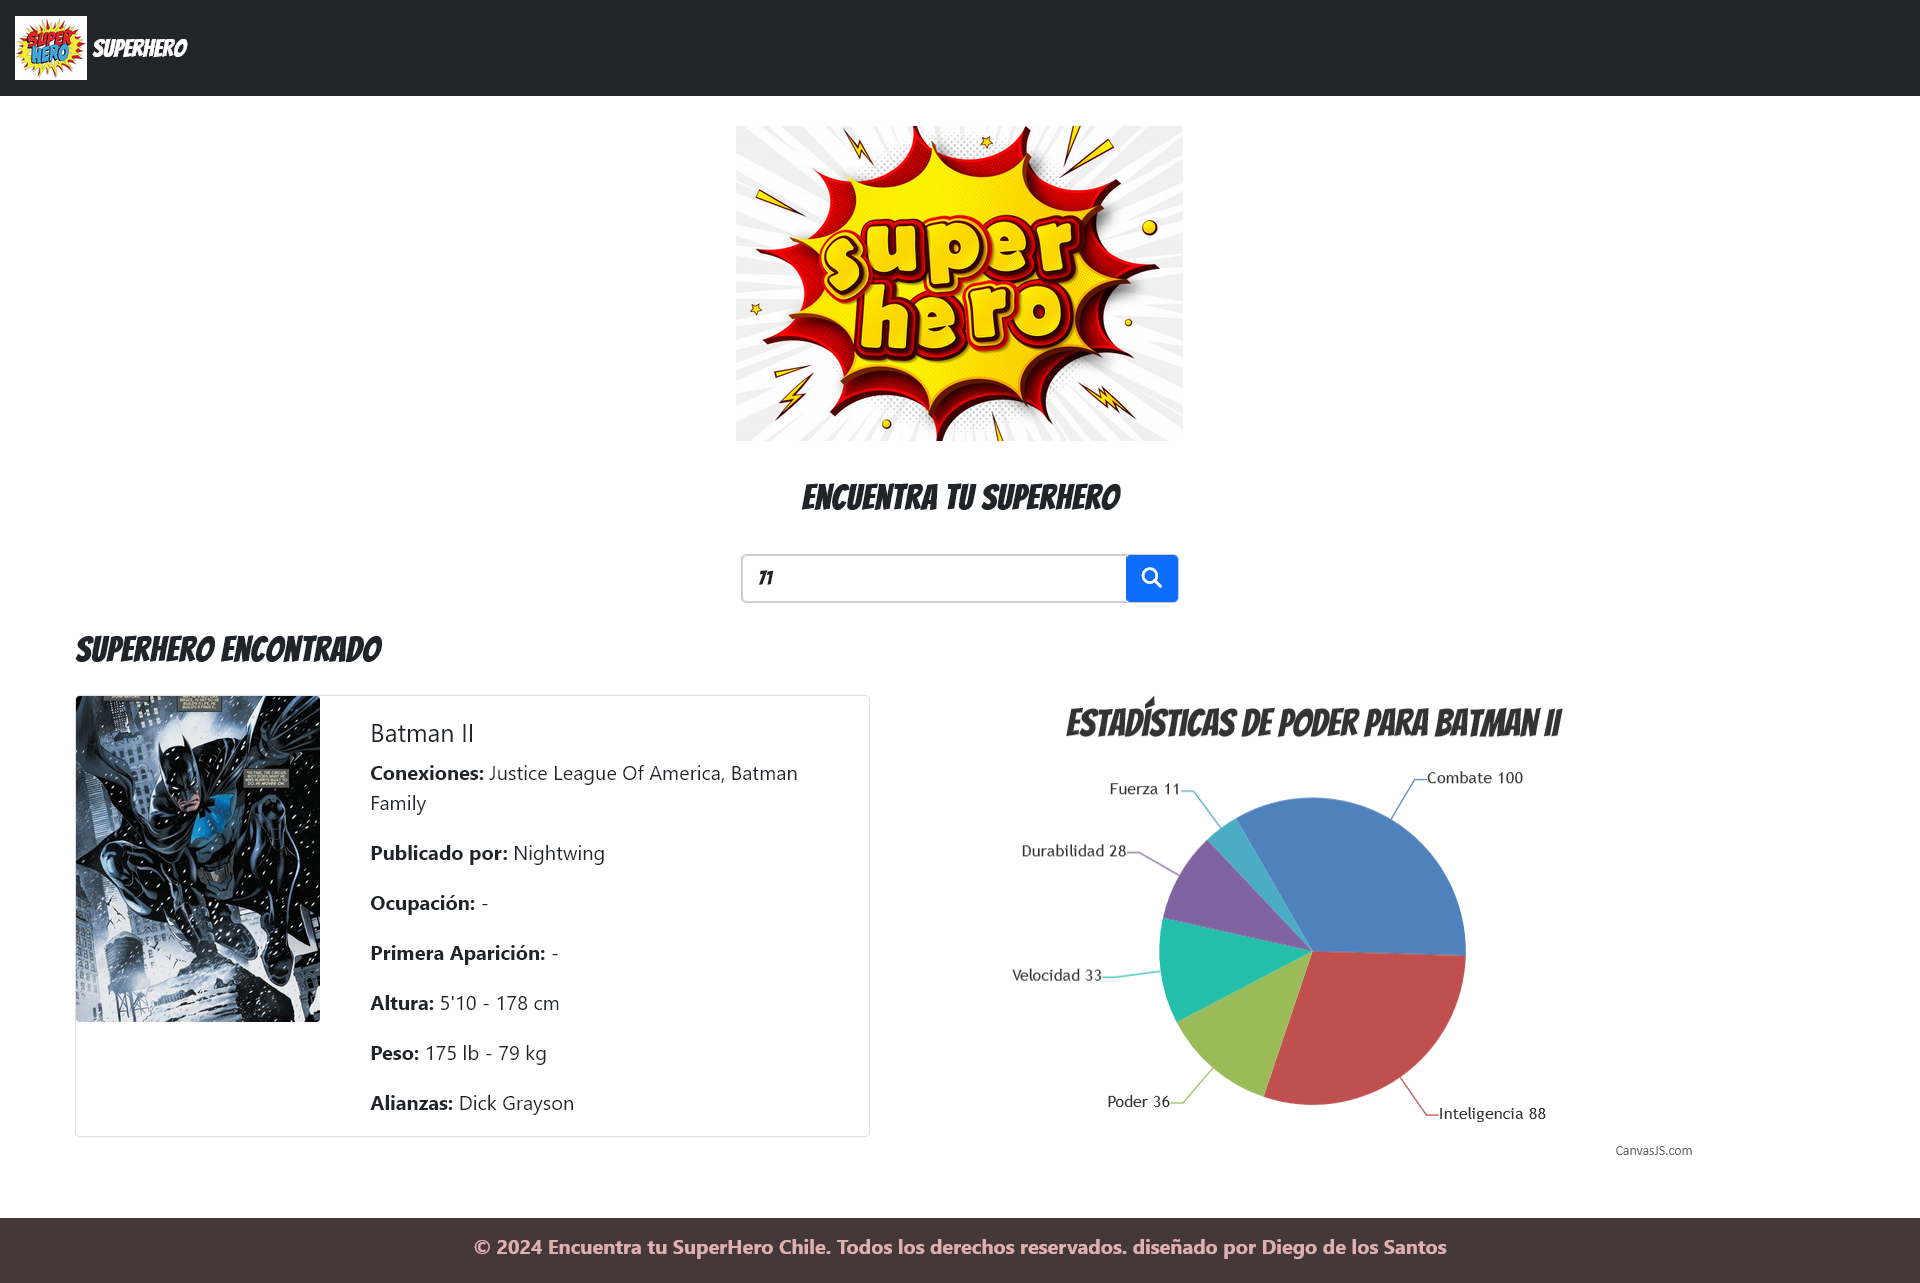 SUPER
HERO
SUPERHERO
super
hero
ENCUENTRA TU SUPERHERO
71
SUPERHERO ENCONTRADO
Batman II
Conexiones: Justice League Of America, Batman
Family
Publicado por: Nightwing
Ocupación: -
Primera Aparición: -
Altura: 5'10 - 178 cm
Peso: 175 lb - 79 kg
Alianzas: Dick Grayson
ESTADÍSTICAS DE PODER PARA BATMAN II
Combate 100
Fuerza 11
Durabilidad 28
Velocidad 33
Poder 36
Inteligencia 88
CanvasJS.com
© 2024 Encuentra tu SuperHero Chile. Todos los derechos reservados. diseñado por Diego de los Santos